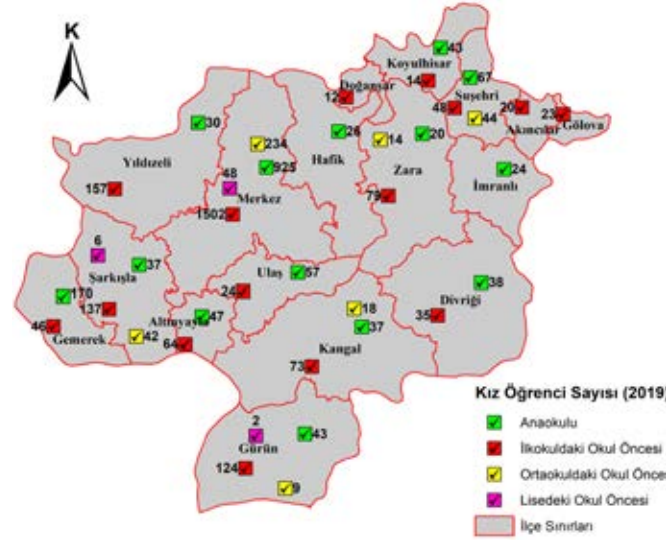 K
43
Koyulhisar
67
Doğanşar
14
Suşehri
12
48
20
23
44
Akıncılar
Gölova
30
234
26
14
20
Yıldızeli
925
Hafik
Zara
24
İmranlı
48
157
Merkez
79
1502
6
37
Ulaş
57
Şarkışla
38
170
24
Divriği
137
47
18
35
Altınyayla
46
37
Gemerek
42
64
Kangal
73
2
43
Gürün
124
9
Kız Öğrenci Sayısı (2019)
Anaokulu
İlkokuldaki Okul Öncesi
Ortaokuldaki Okul Önces
Lisedeki Okul Öncesi
İlçe Sınırları